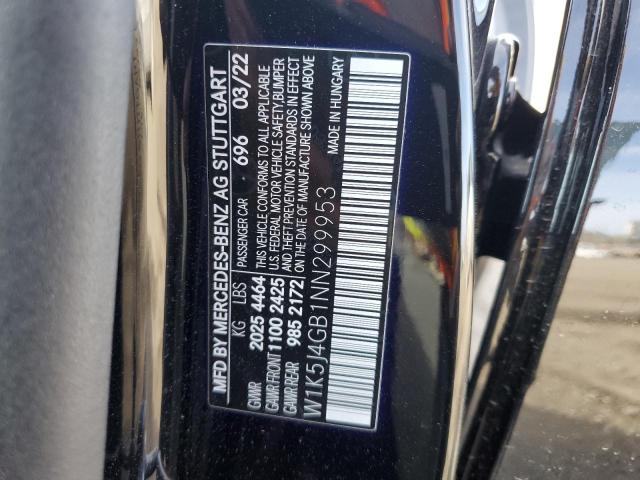 MFD BY MERCEDES-BENZ AG STUTTGART
KG LBS PASSENGER CAR 696 03/22
GVWR 2025 4464 THIS VEHICLE CONFORMS TO ALL APPLICABLE
GAWR FRONT 1100 2425 U.S. FEDERAL MOTOR VEHICLE SAFETY,BUMPER
GAWR REAR 985 2172 AND THEFT PREVENTION STANDARDS IN EFFECT
ON THE DATE OF MANUFACTURE SHOWN ABOVE
W1K5J4GB1NN299953 MADE IN HUNGARY